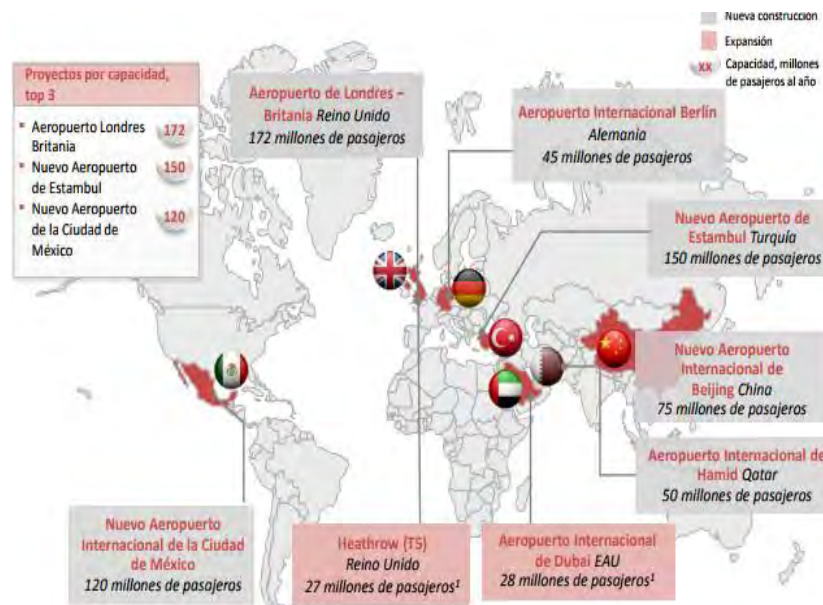 Nueva construcción
Expansión
XX Capacidad, millones
de pasajeros al año
Proyectos por capacidad,
top 3
Aeropuerto Londres
Britania
172
Nuevo Aeropuerto
de Estambul
150
Nuevo Aeropuerto
de la Ciudad de
México
120
Aeropuerto de Londres –
Britania Reino Unido
172 millones de pasajeros
Aeropuerto Internacional Berlín
Alemania
45 millones de pasajeros
Nuevo Aeropuerto de
Estambul Turquía
150 millones de pasajeros
Nuevo Aeropuerto
Internacional de
Beijing China
75 millones de pasajeros
Aeropuerto Internacional de
Hamid Qatar
50 millones de pasajeros
Nuevo Aeropuerto
Internacional de la Ciudad
de México
120 millones de pasajeros
Heathrow (T5)
Reino Unido
27 millones de pasajeros¹
Aeropuerto Internacional
de Dubai EAU
28 millones de pasajeros¹